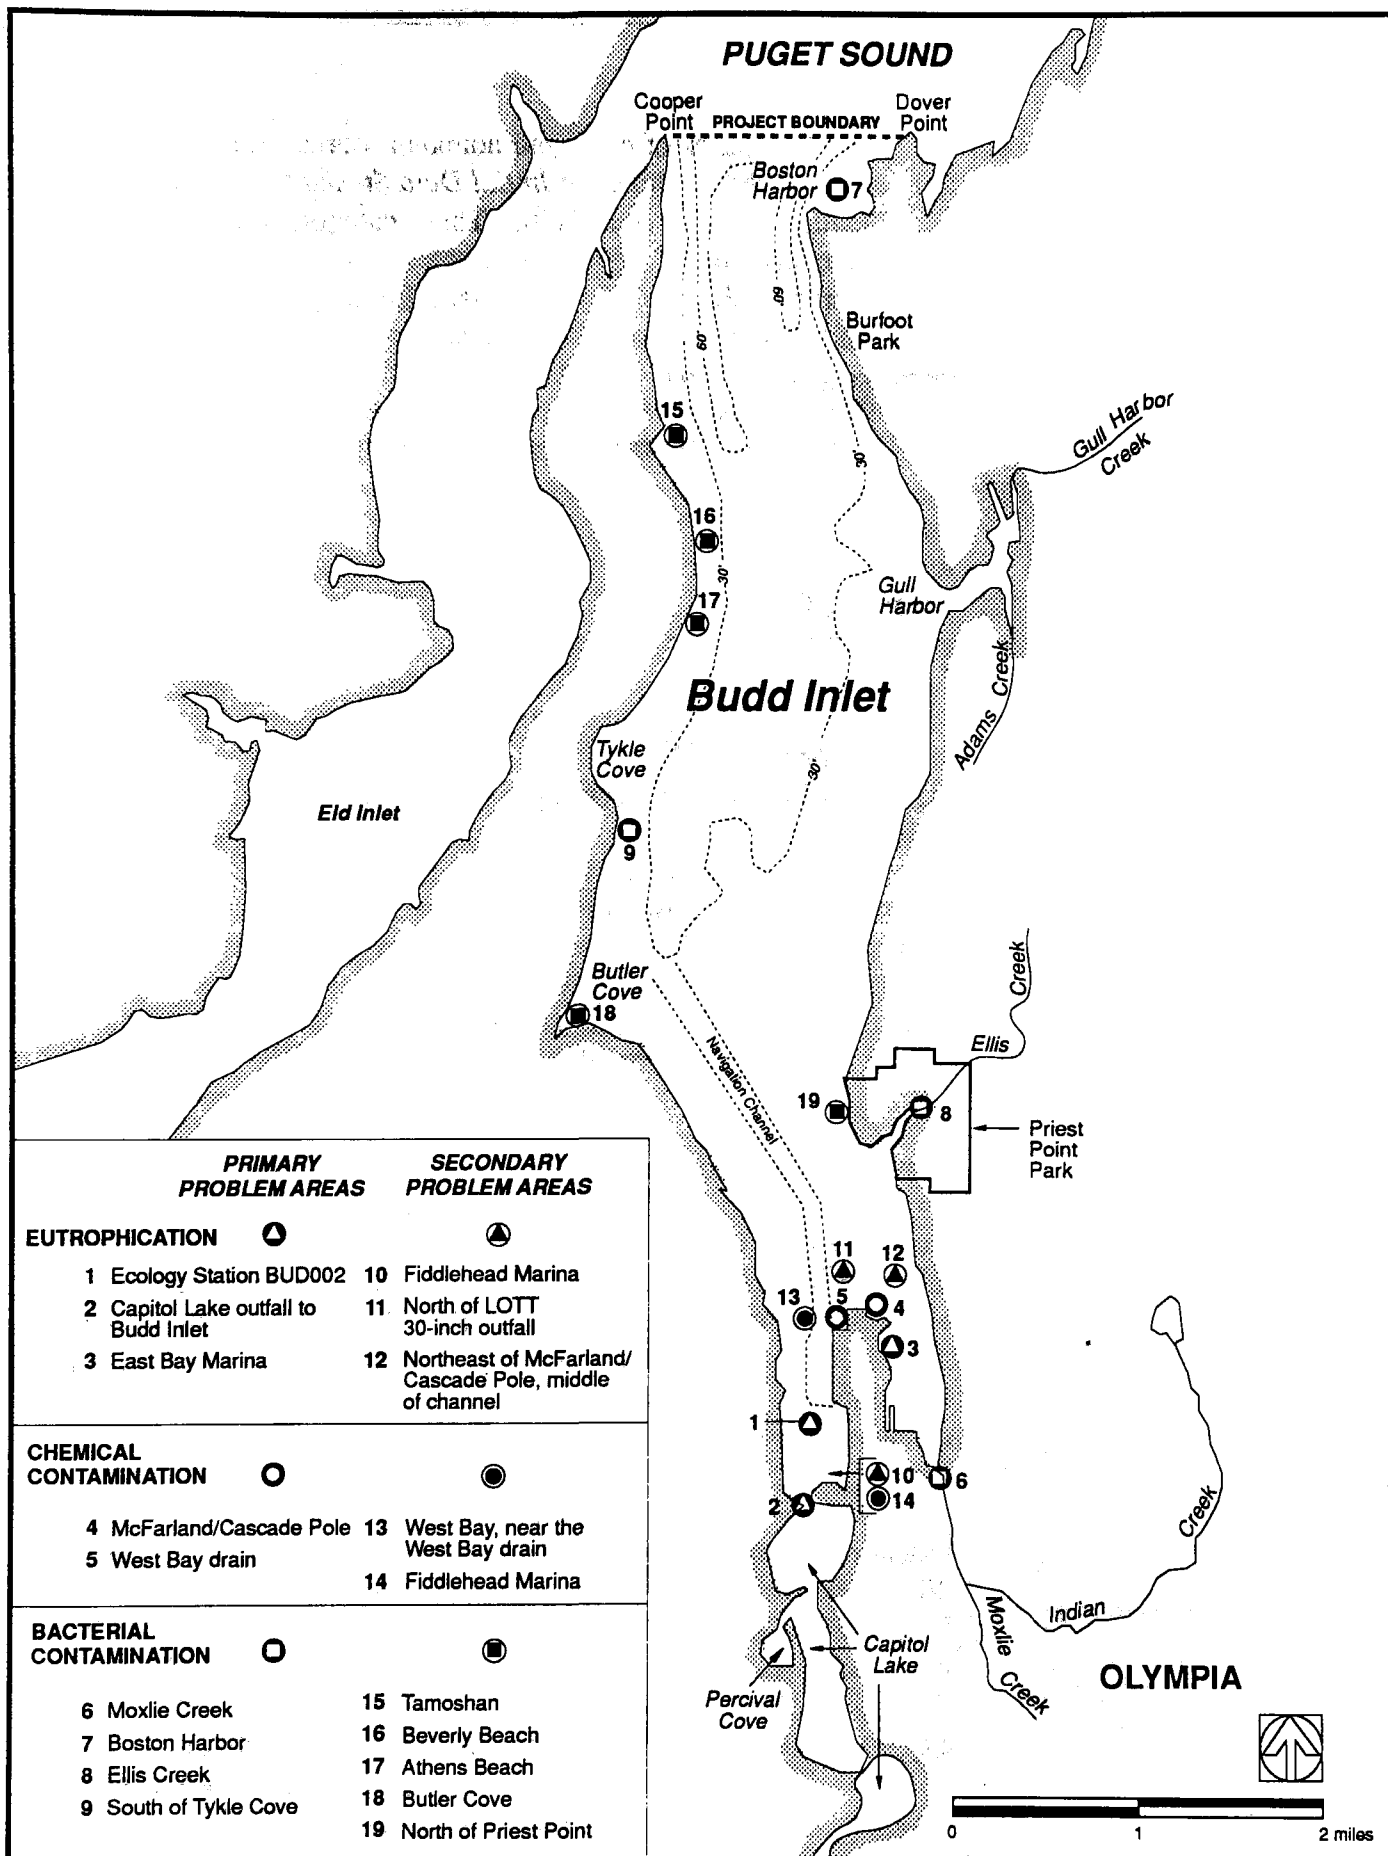 PUGET SOUND
Cooper
Point
PROJECT BOUNDARY
Dover
Point
Boston
Harbor
7
60'
60'
Burfoot
Park
15
30'
Gull Harbor
Creek
16
30'
Gull
Harbor
17
Adams Creek
Budd Inlet
Tykle
Cove
30'
Eld Inlet
9
Butler
Cove
18
Creek
Ellis
Navigation Channel
19
8
Priest
Point
Park
11
12
13
5
4
3
1
10
14
2
6
Creek
Indian
Moxlie
Creek
Capitol
Lake
Percival
Cove
OLYMPIA
0 1 2 miles
PRIMARY
PROBLEM AREAS
SECONDARY
PROBLEM AREAS
EUTROPHICATION
1 Ecology Station BUD002
2 Capitol Lake outfall to
Budd Inlet
3 East Bay Marina
10 Fiddlehead Marina
11 North of LOTT
30-inch outfall
12 Northeast of McFarland/
Cascade Pole, middle
of channel
CHEMICAL
CONTAMINATION
4 McFarland/Cascade Pole
5 West Bay drain
13 West Bay, near the
West Bay drain
14 Fiddlehead Marina
BACTERIAL
CONTAMINATION
6 Moxlie Creek
7 Boston Harbor
8 Ellis Creek
9 South of Tykle Cove
15 Tamoshan
16 Beverly Beach
17 Athens Beach
18 Butler Cove
19 North of Priest Point